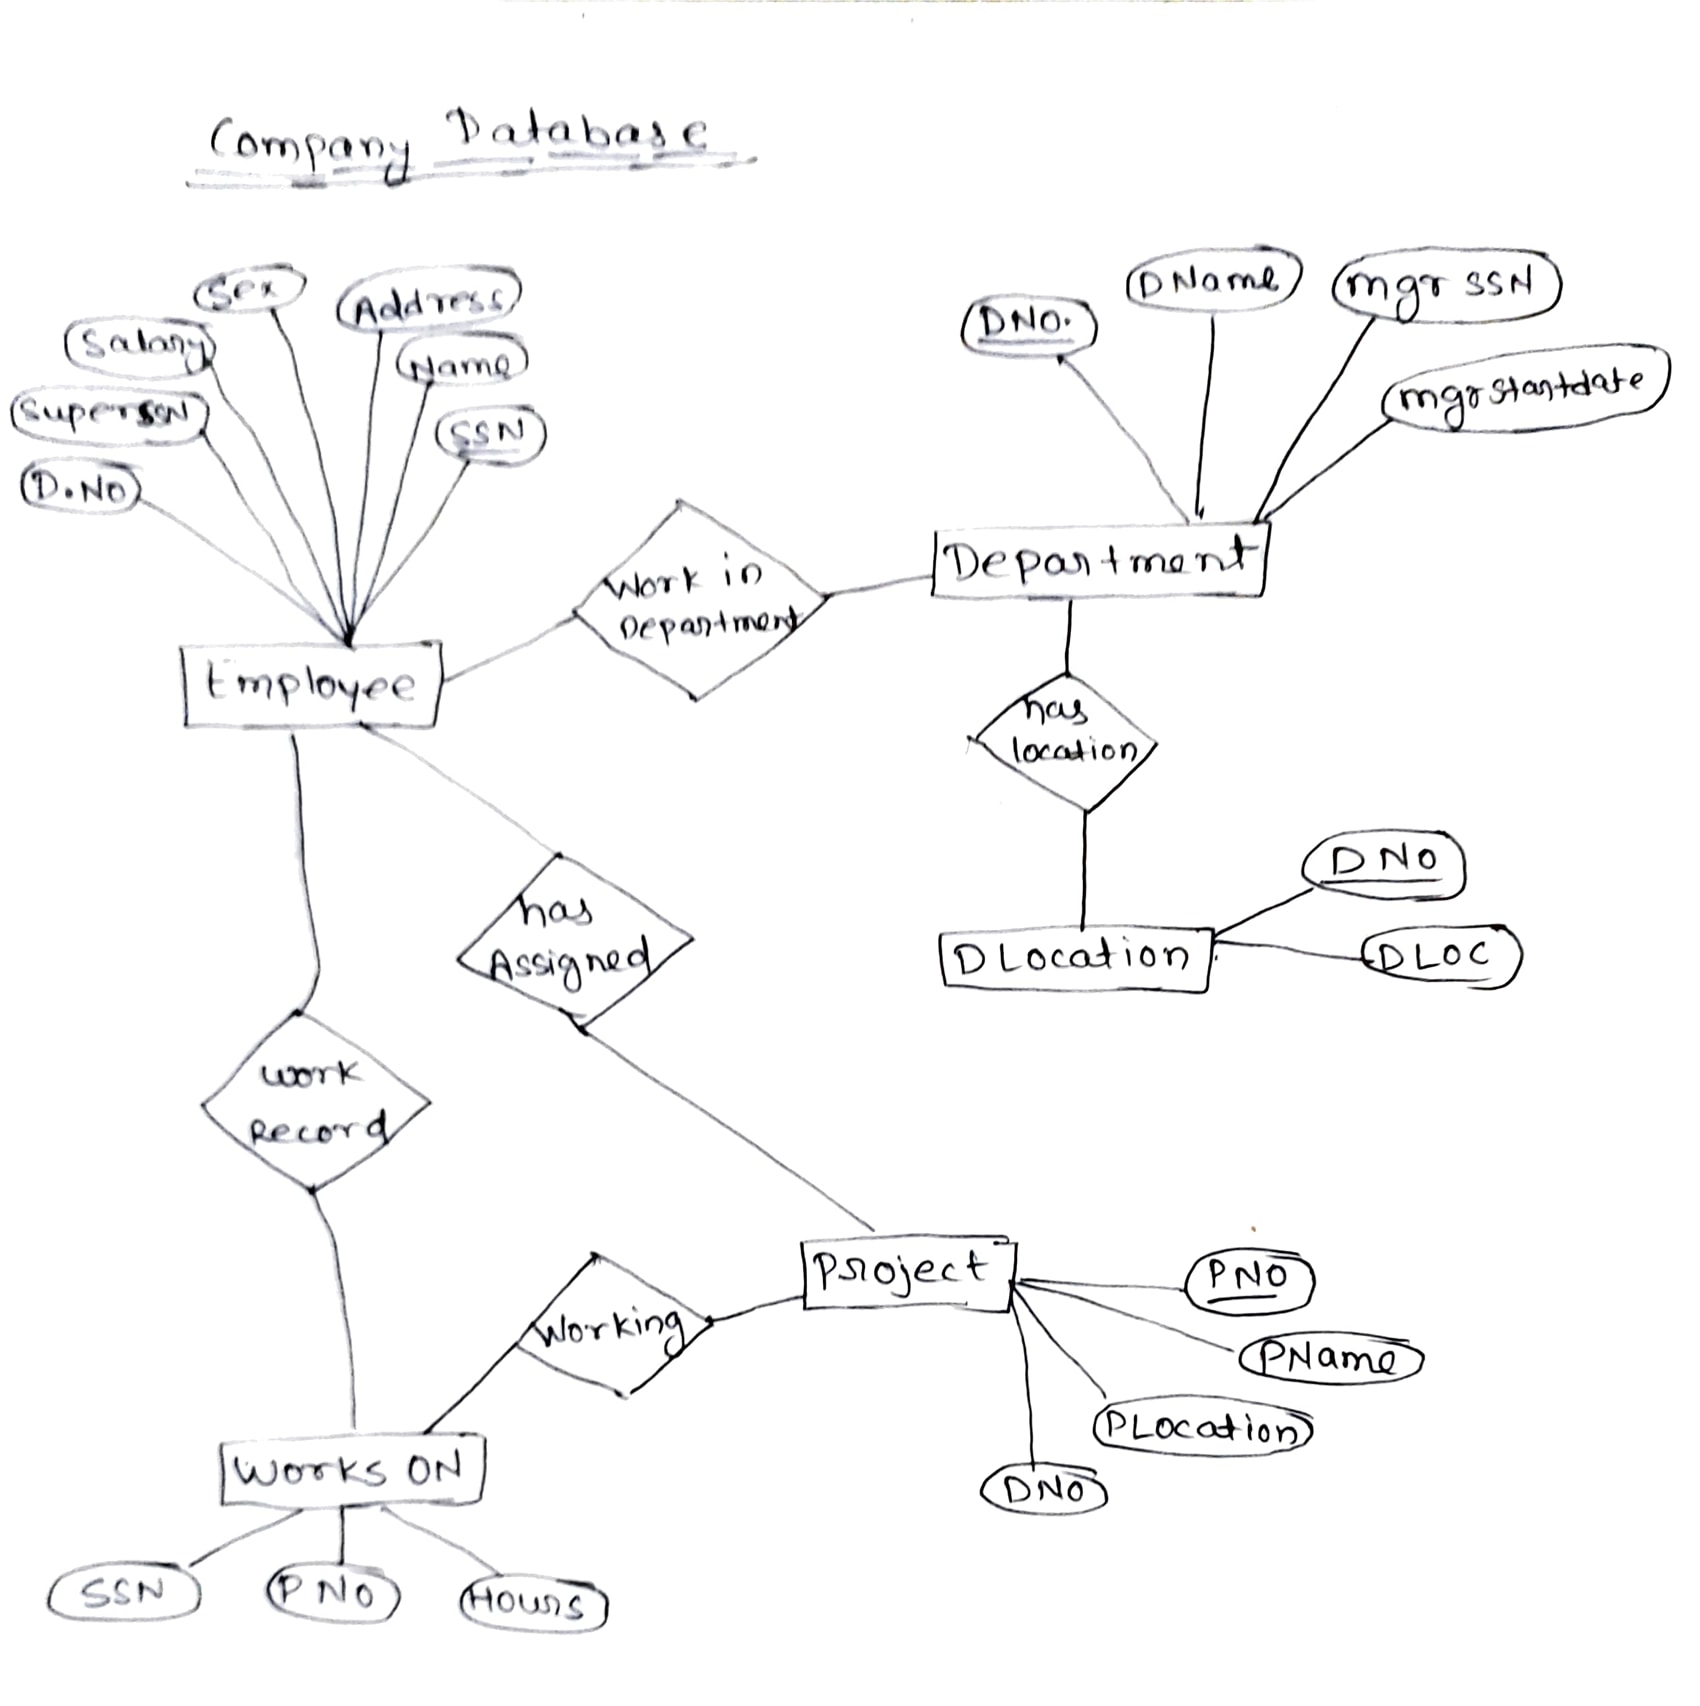 Company Database
Sex
Address
Salary
Name
SuperSSN
SSN
D.NO
DNO.
DName
mgr SSN
mgrstartdate
Work in
Department
Department
Employee
has
location
has
Assigned
DNO
DLOC
DLocation
work
Record
Project
PNO
Working
PName
PLocation
DNO
Works ON
SSN
PNO
Hours